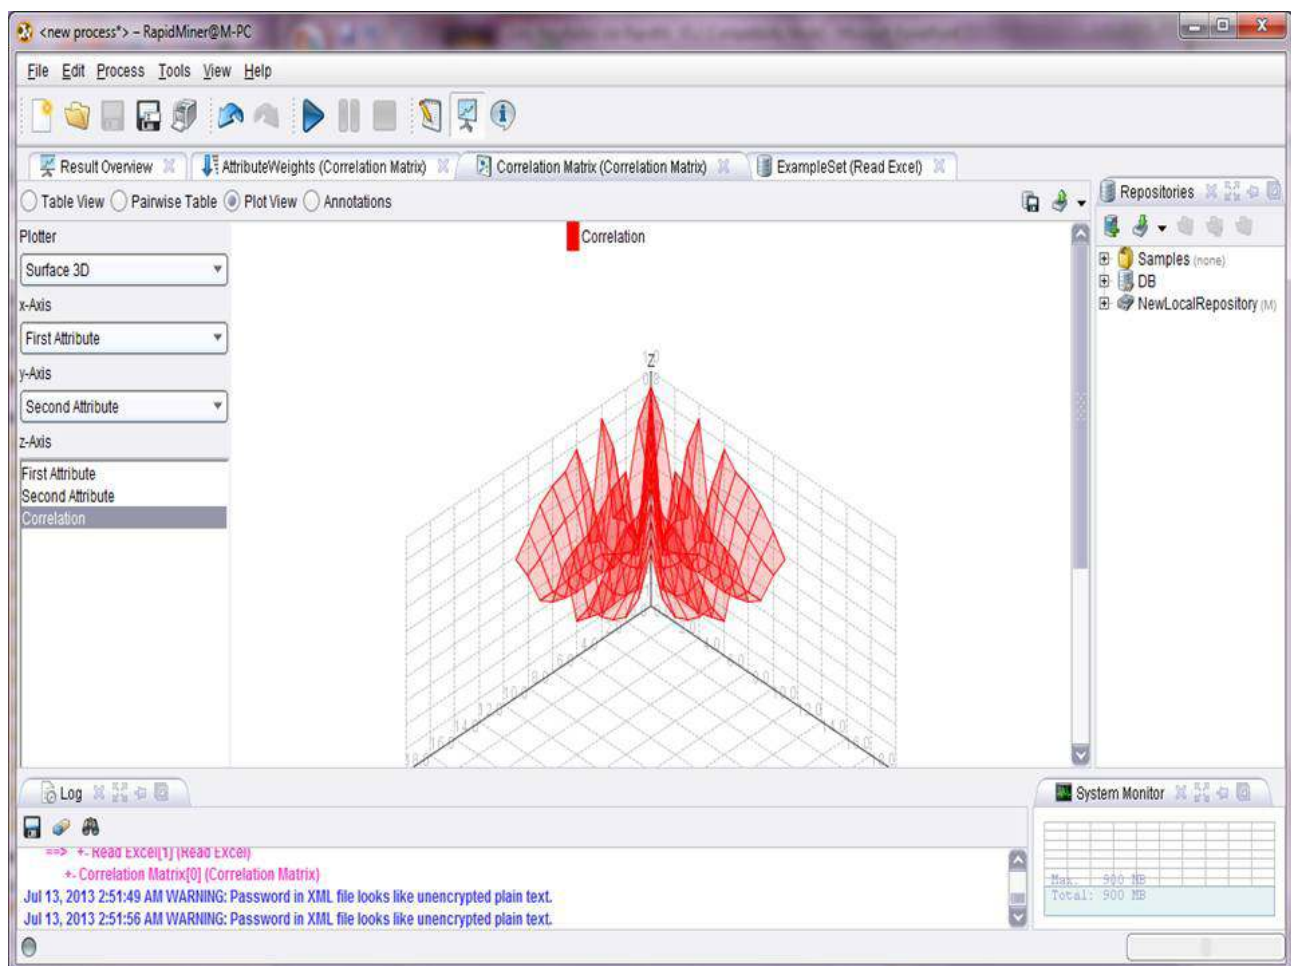 <new process*> – RapidMiner@M-PC
File Edit Process Tools View Help
Result Overview AttributeWeights (Correlation Matrix) Correlation Matrix (Correlation Matrix) ExampleSet (Read Excel)
Table View Pairwise Table Plot View Annotations
Repositories
Plotter
Surface 3D
x-Axis
First Attribute
y-Axis
Second Attribute
z-Axis
First Attribute
Second Attribute
Correlation
Correlation
Z
Samples (none)
DB
NewLocalRepository (M)
Log
==> +- Read Excel[1] (Read Excel)
+- Correlation Matrix[0] (Correlation Matrix)
Jul 13, 2013 2:51:49 AM WARNING: Password in XML file looks like unencrypted plain text.
Jul 13, 2013 2:51:56 AM WARNING: Password in XML file looks like unencrypted plain text.
System Monitor
Max: 900 MB
Total: 900 MB